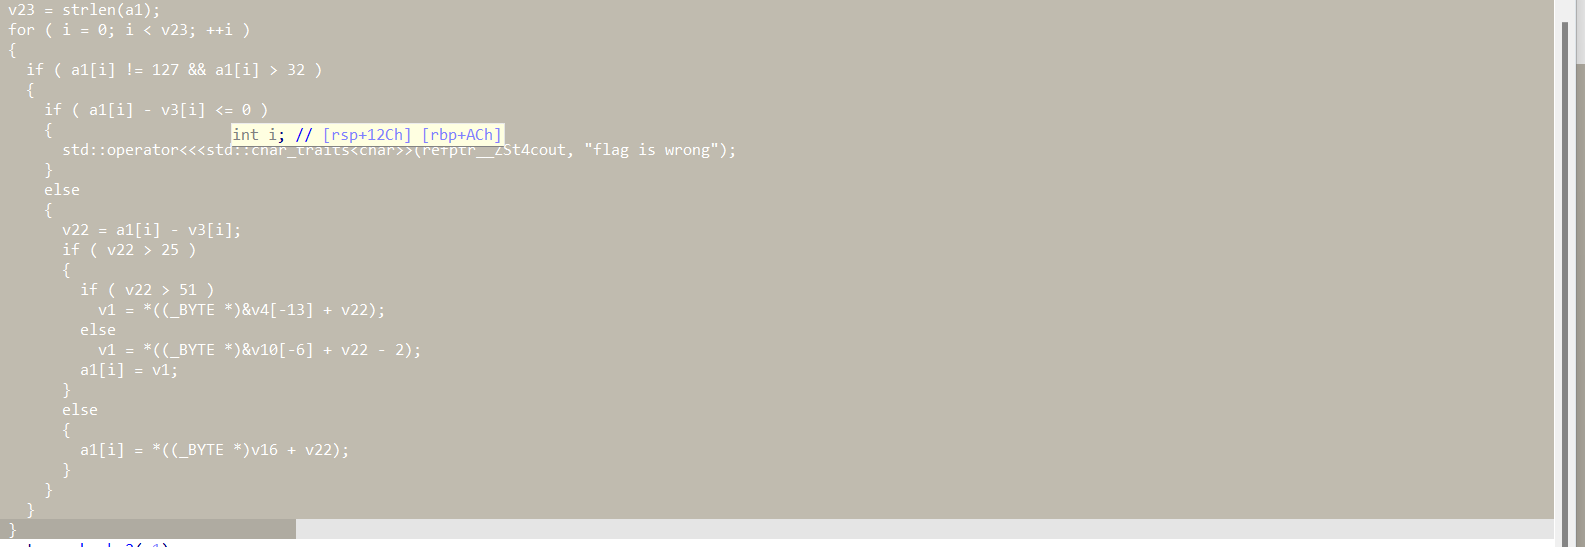 v23 = strlen(a1);
for ( i = 0; i < v23; ++i )
{
if ( a1[i] != 127 && a1[i] > 32 )
{
if ( a1[i] - v3[i] <= 0 )
{
int i; // [rsp+12Ch] [rbp+ACh]
std::operator<<<std::char_traits<char>>(refptr__ZSt4cout, "flag is wrong");
}
else
{
v22 = a1[i] - v3[i];
if ( v22 > 25 )
{
if ( v22 > 51 )
v1 = *((_BYTE *)&v4[-13] + v22);
else
v1 = *((_BYTE *)&v10[-6] + v22 - 2);
a1[i] = v1;
}
else
{
a1[i] = *((_BYTE *)v16 + v22);
}
}
}
}